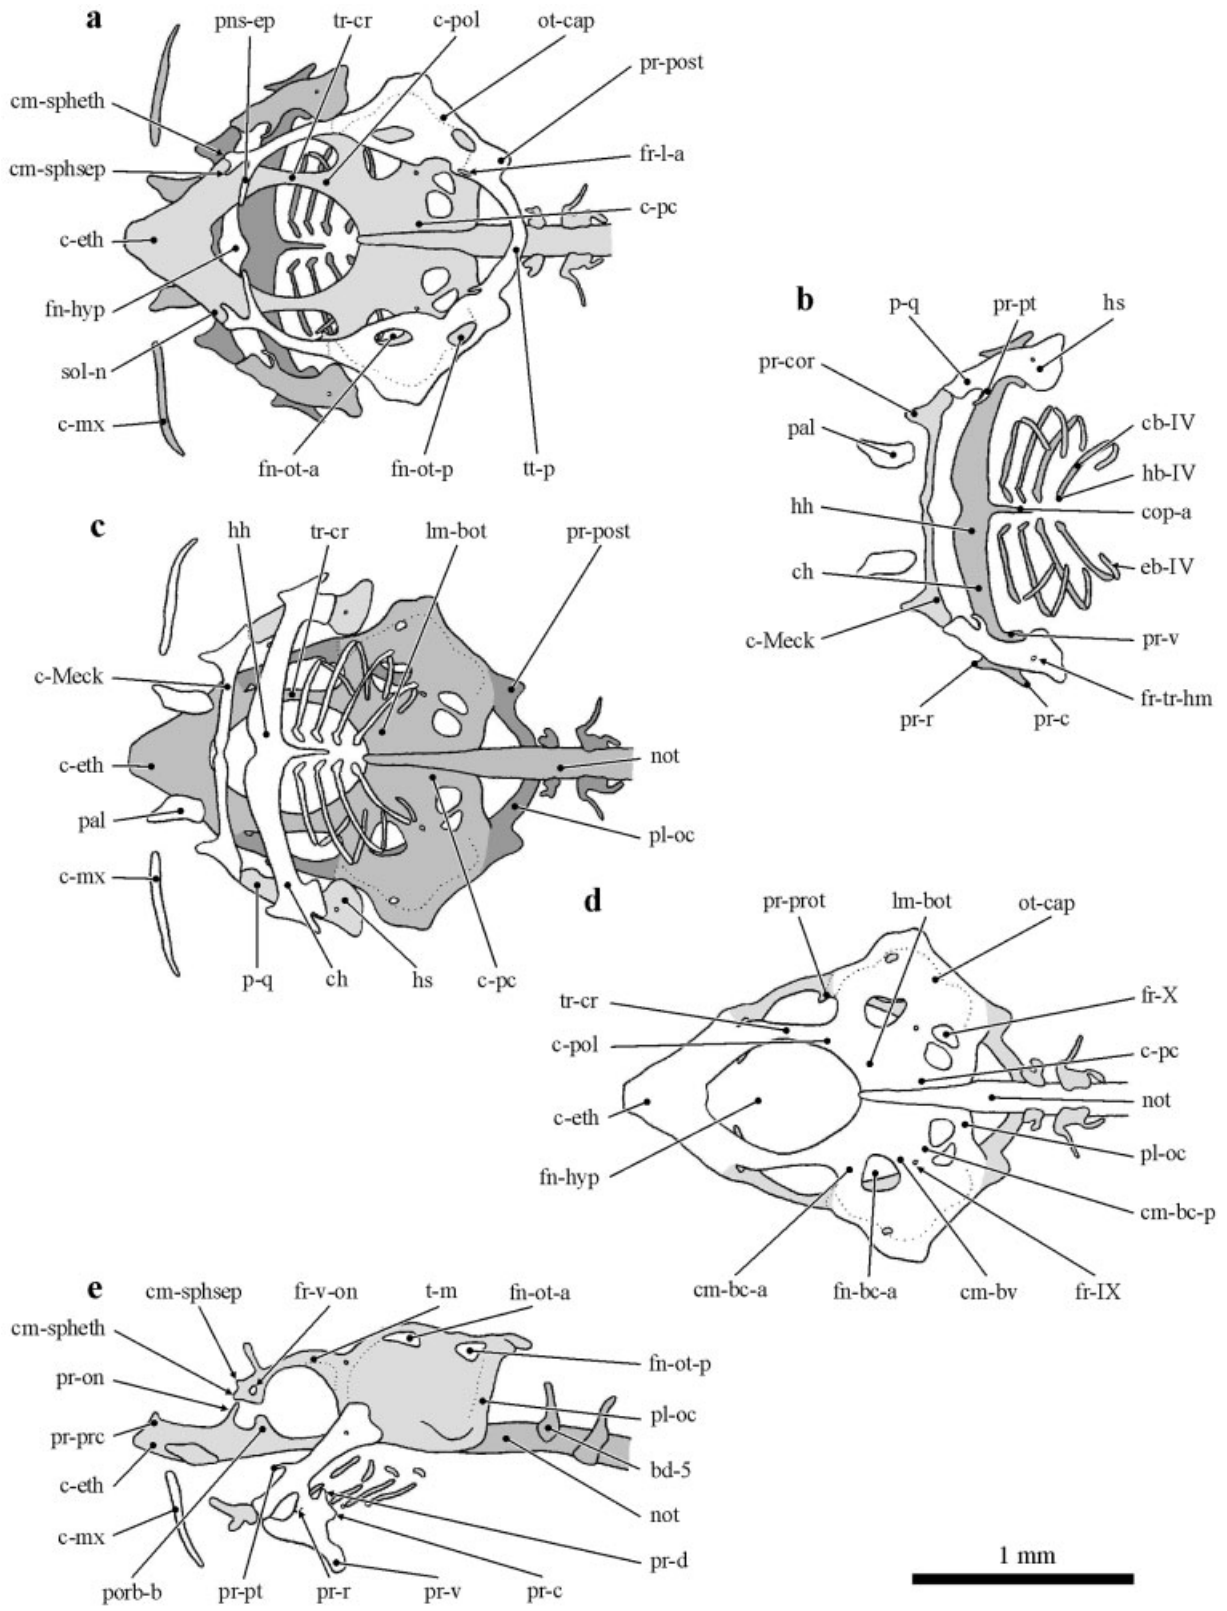 a
pns-ep tr-cr c-pol ot-cap
pr-post
cm-spheth
fr-l-a
cm-sphsep
c-pc
c-eth
fn-hyp
sol-n
c-mx
fn-ot-a fn-ot-p tt-p
b
p-q pr-pt hs
pr-cor
pal
cb-IV
hb-IV
hh
cop-a
ch
eb-IV
c-Meck
pr-v
fr-tr-hm
pr-r pr-c
c
hh tr-cr lm-bot pr-post
c-Meck
c-eth
not
pal
pl-oc
c-mx
p-q ch hs c-pc
d
pr-prot lm-bot ot-cap
tr-cr
fr-X
c-pol
c-pc
c-eth
not
pl-oc
fn-hyp
cm-bc-p
cm-bc-a fn-bc-a cm-bv fr-IX
e
cm-sphsep fr-v-on t-m fn-ot-a
cm-spheth
fn-ot-p
pr-on
pl-oc
pr-prc
bd-5
c-eth
not
c-mx
pr-d
porb-b pr-pt pr-r pr-v pr-c
1 mm